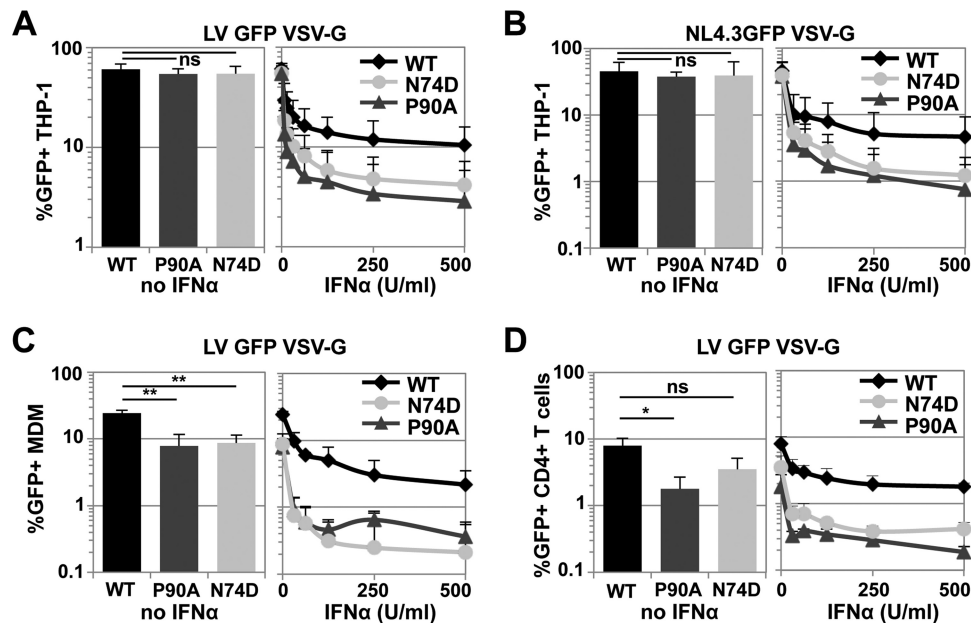 A
LV GFP VSV-G
%GFP+ THP-1
100
10
1
ns
WT P90A N74D
no IFNα
WT
N74D
P90A
0 250 500
IFNα (U/ml)
B
NL4.3GFP VSV-G
%GFP+ THP-1
100
10
1
0.1
ns
WT P90A N74D
no IFNα
WT
N74D
P90A
0 250 500
IFNα (U/ml)
C
LV GFP VSV-G
%GFP+ MDM
100
10
1
0.1
**
**
WT P90A N74D
no IFNα
WT
N74D
P90A
0 250 500
IFNα (U/ml)
D
LV GFP VSV-G
%GFP+ CD4+ T cells
100
10
1
0.1
ns
*
WT P90A N74D
no IFNα
WT
N74D
P90A
0 250 500
IFNα (U/ml)